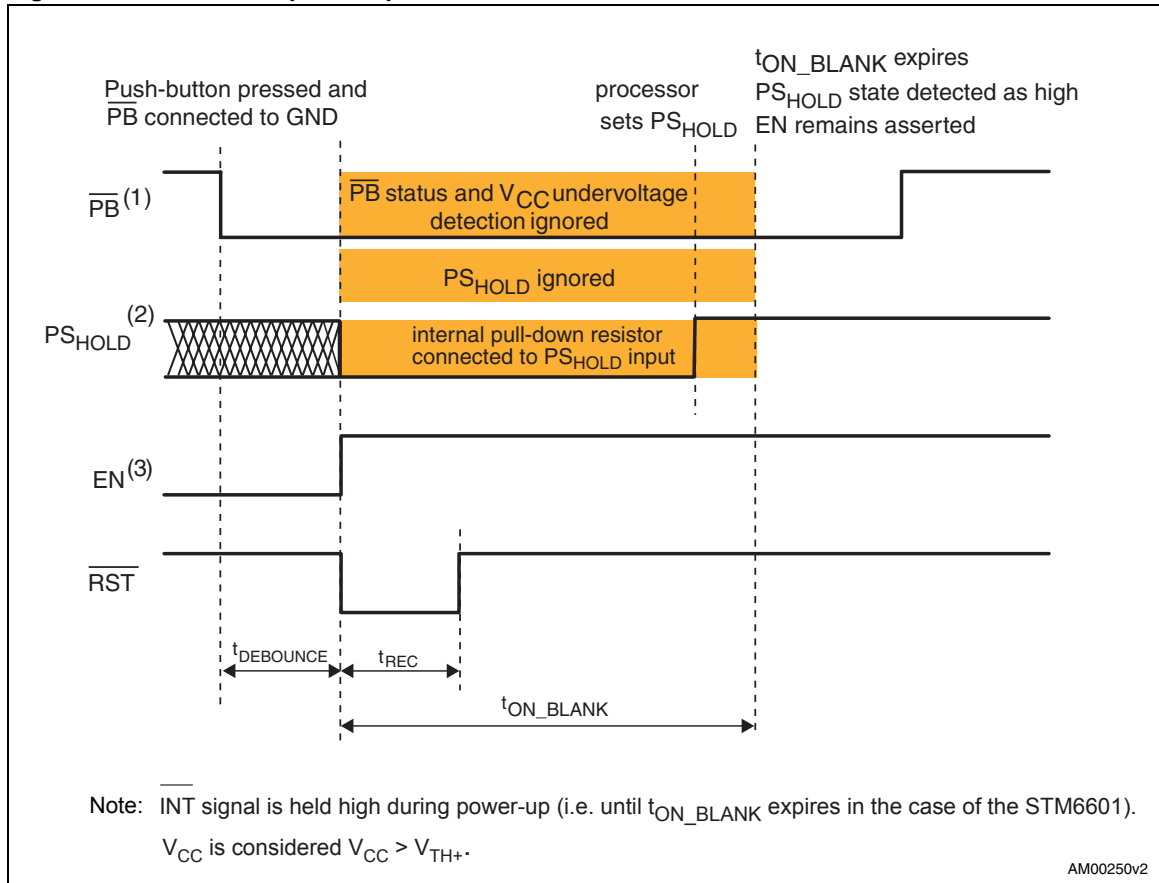 Push-button pressed and
PB connected to GND
processor
sets PSHOLD
tON_BLANK expires
PSHOLD state detected as high
EN remains asserted
PB(1)
PB status and VCC undervoltage
detection ignored
PSHOLD ignored
PSHOLD(2)
internal pull-down resistor
connected to PSHOLD input
EN(3)
RST
tDEBOUNCE
tREC
tON_BLANK
Note: INT signal is held high during power-up (i.e. until tON_BLANK expires in the case of the STM6601).
VCC is considered VCC > VTH+.
AM00250v2